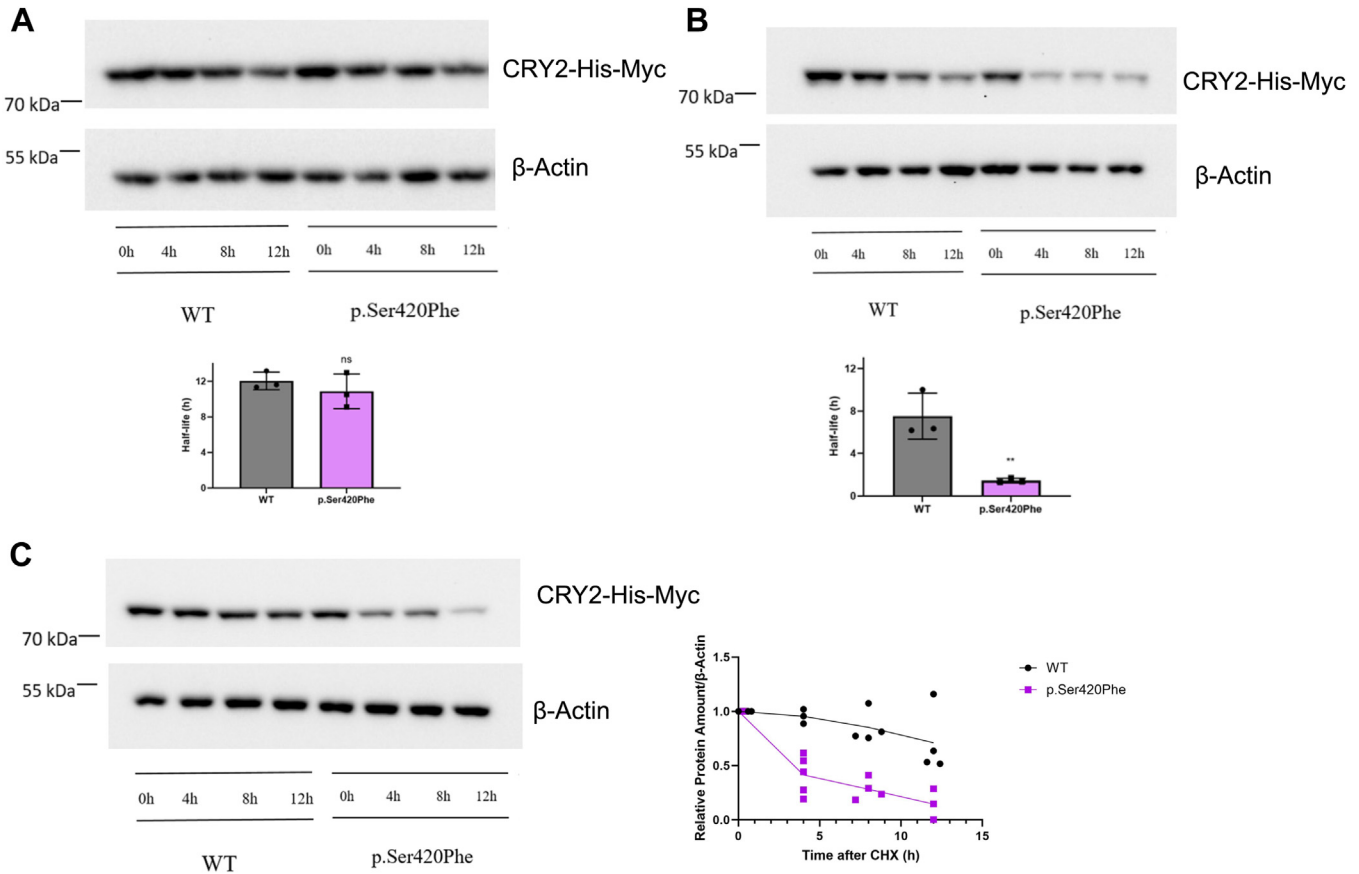 A
CRY2-His-Myc
70 kDa
55 kDa
β-Actin
0h 4h 8h 12h 0h 4h 8h 12h
WT p.Ser420Phe
ns
12
8
4
0
Half-life (h)
WT p.Ser420Phe
B
CRY2-His-Myc
70 kDa
55 kDa
β-Actin
0h 4h 8h 12h 0h 4h 8h 12h
WT p.Ser420Phe
12
8
4
0
Half-life (h)
**
WT p.Ser420Phe
C
CRY2-His-Myc
70 kDa
55 kDa
β-Actin
0h 4h 8h 12h 0h 4h 8h 12h
WT p.Ser420Phe
Relative Protein Amount/β-Actin
1.5
1.0
0.5
0.0
0 5 10 15
Time after CHX (h)
WT
p.Ser420Phe